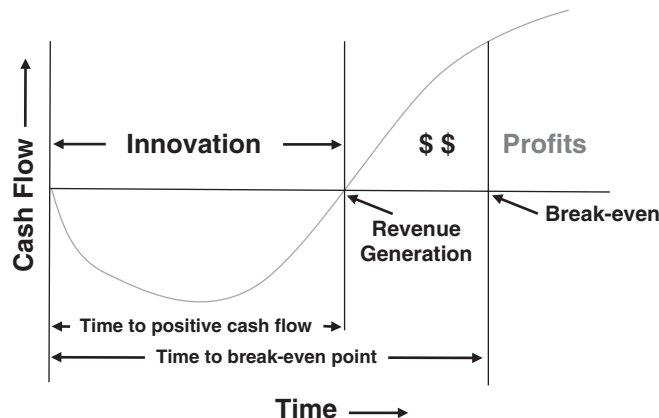 Cash Flow
Innovation
$ $
Profits
Revenue
Generation
Break-even
Time to positive cash flow
Time to break-even point
Time